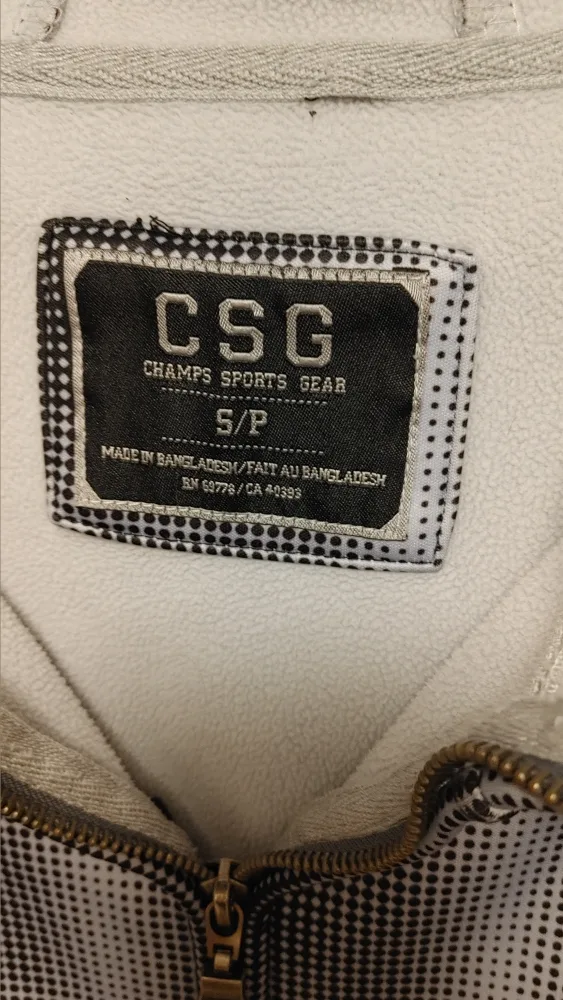 CSG
CHAMPS SPORTS GEAR
S/P
MADE IN BANGLADESH/FAIT AU BANGLADESH
RN 69778/CA 40393